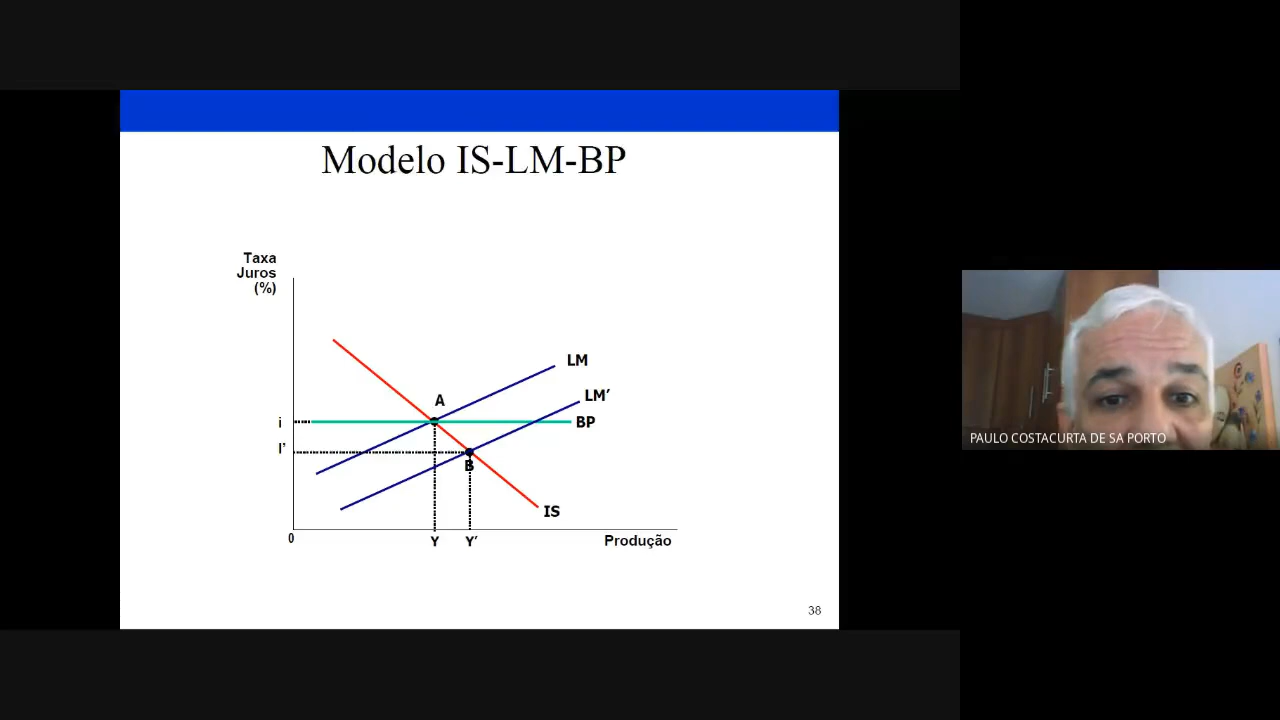 Modelo IS-LM-BP
Taxa
Juros
(%)
LM
A
LM’
i
BP
I’
B
IS
0
Y
Y’
Produção
38
PAULO COSTACURTA DE SA PORTO